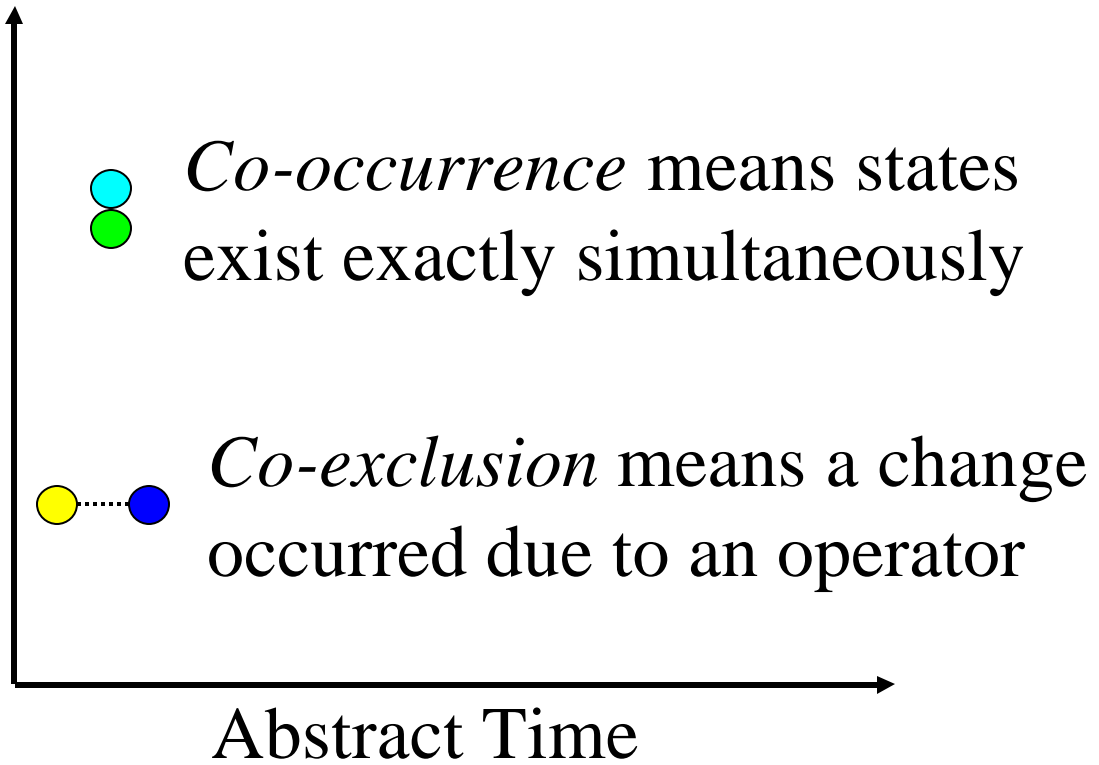 Co-occurrence means states
exist exactly simultaneously
Co-exclusion means a change
occurred due to an operator
Abstract Time